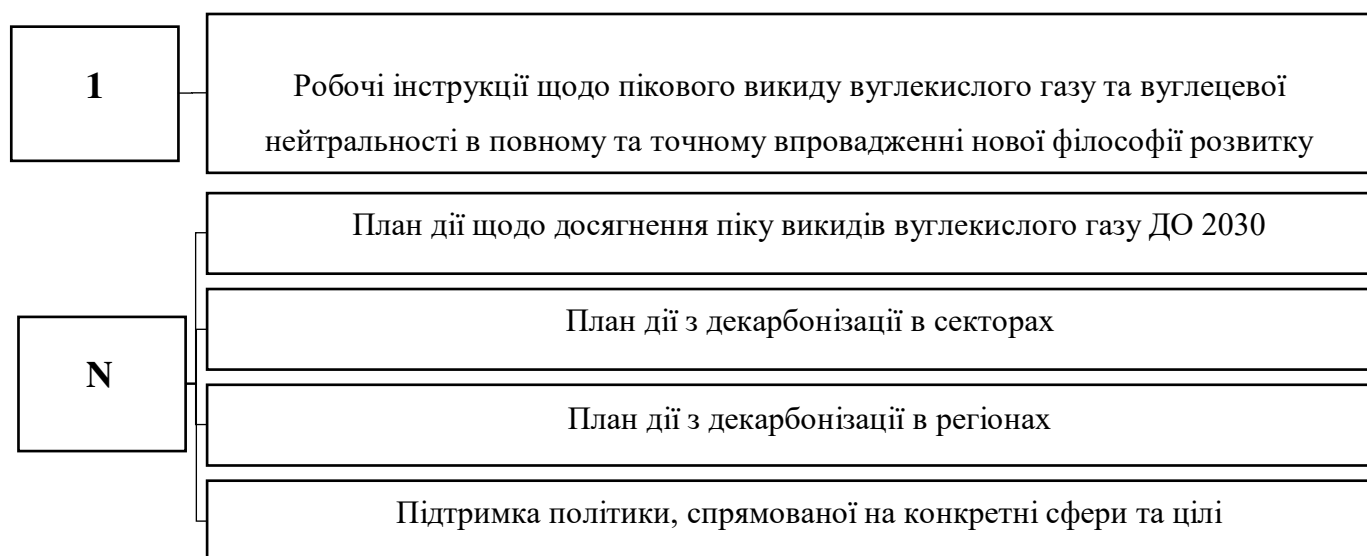 1
Робочі інструкції щодо пікового викиду вуглекислого газу та вуглецевої
нейтральності в повному та точному впровадженні нової філософії розвитку
N
План дії щодо досягнення піку викидів вуглекислого газу ДО 2030
План дії з декарбонізації в секторах
План дії з декарбонізації в регіонах
Підтримка політики, спрямованої на конкретні сфери та цілі